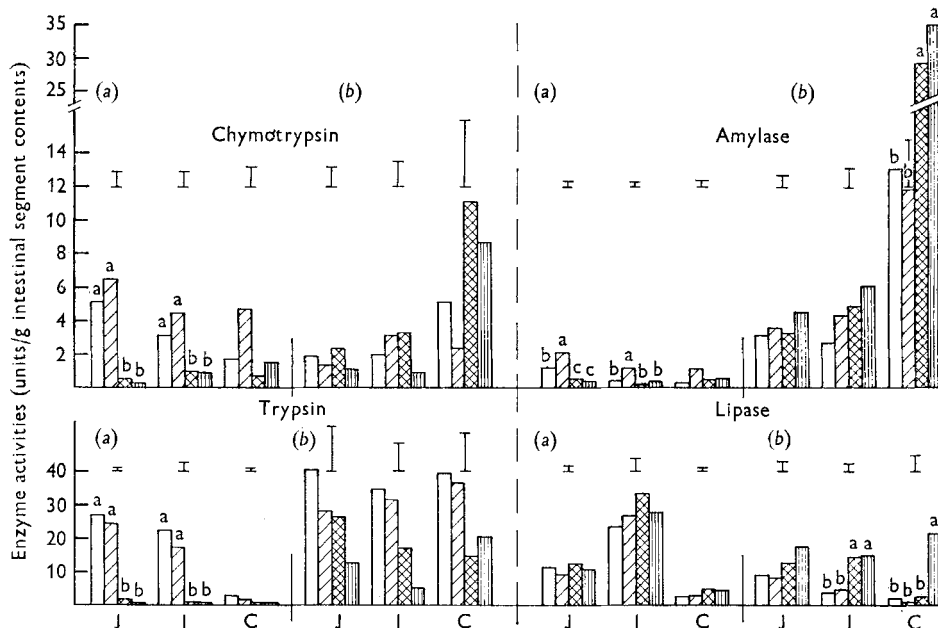 Enzyme activities (units/g intestinal segment contents)
35
30
25
(a) (b) (a) (b)
Chymotrypsin Amylase
14
12
10
8
6
4
2
a a b b
a b b
b a c c
b a b b
b b a a
Trypsin Lipase
(a) (b) (a) (b)
40
30
20
10
a a b b
a a b b
b b a a
b b b a
J I C J I C J I C J I C